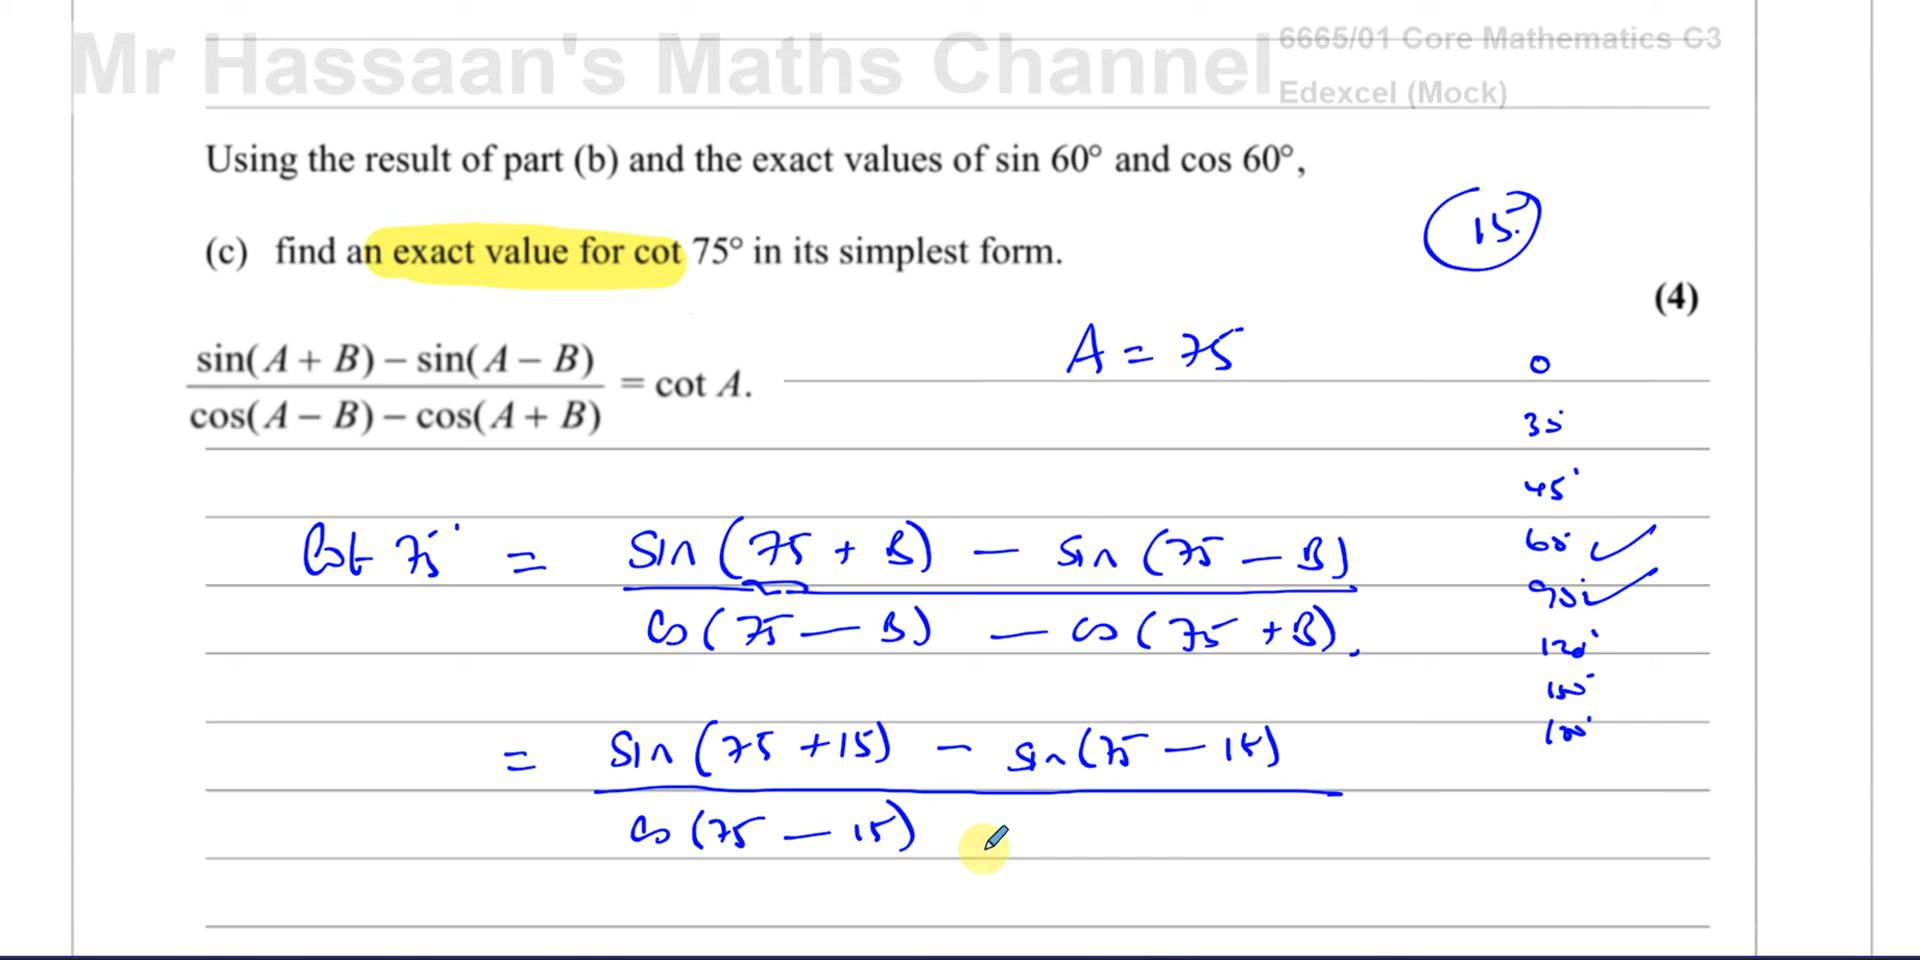 Mr Hassaan's Maths Channel
6665/01 Core Mathematics C3
Edexcel (Mock)
Using the result of part (b) and the exact values of sin 60° and cos 60°,
(c) find an exact value for cot 75° in its simplest form.
15°
(4)
sin(A + B) – sin(A – B)
cos(A – B) – cos(A + B)
= cot A.
A = 75
0
30
45°
60
90
120°
150°
180°
Cot 75° = sin(75 + B) – sin(75 – B)
cos(75 – B) – cos(75 + B)
= sin(75 + 15) – sin(75 – 15)
cos(75 – 15)